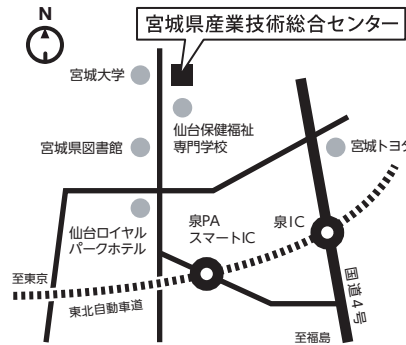 N
宮城県産業技術総合センター
宮城大学
仙台保健福祉
専門学校
宮城県図書館
宮城トヨタ
仙台ロイヤル
パークホテル
泉PA
スマートIC
泉IC
至東京
東北自動車道
国道4号
至福島